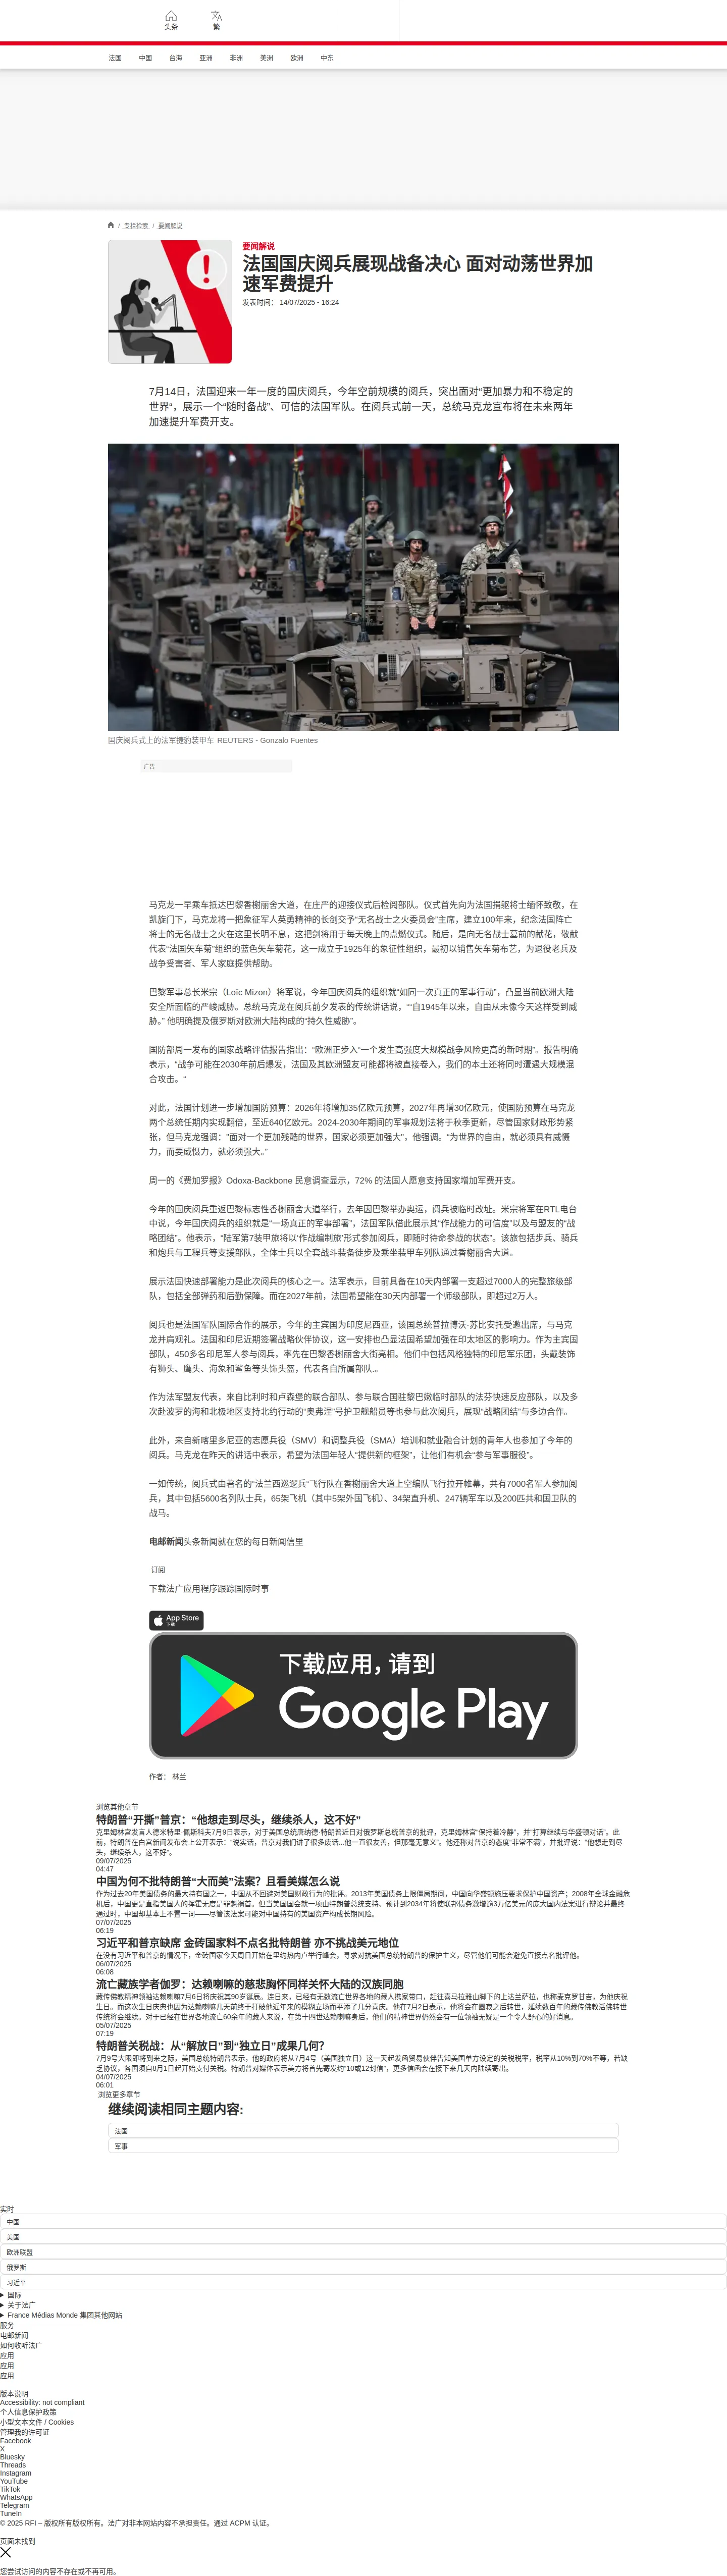 头条
繁
法国
中国
台海
亚洲
非洲
美洲
欧洲
中东
/ 专栏检索 / 要闻解说
要闻解说
法国国庆阅兵展现战备决心 面对动荡世界加
速军费提升
发表时间： 14/07/2025 - 16:24
7月14日，法国迎来一年一度的国庆阅兵，今年空前规模的阅兵，突出面对“更加暴力和不稳定的
世界“，展示一个“随时备战”、可信的法国军队。在阅兵式前一天，总统马克龙宣布将在未来两年
加速提升军费开支。
国庆阅兵式上的法军捷豹装甲车 REUTERS - Gonzalo Fuentes
广告
马克龙一早乘车抵达巴黎香榭丽舍大道，在庄严的迎接仪式后检阅部队。仪式首先向为法国捐躯将士缅怀致敬，在
凯旋门下，马克龙将一把象征军人英勇精神的长剑交予“无名战士之火委员会”主席，建立100年来，纪念法国阵亡
将士的无名战士之火在这里长明不息，这把剑将用于每天晚上的点燃仪式。随后，是向无名战士墓前的献花，敬献
代表“法国矢车菊”组织的蓝色矢车菊花，这一成立于1925年的象征性组织，最初以销售矢车菊布艺，为退役老兵及
战争受害者、军人家庭提供帮助。
巴黎军事总长米宗（Loïc Mizon）将军说，今年国庆阅兵的组织就“如同一次真正的军事行动”，凸显当前欧洲大陆
安全所面临的严峻威胁。总统马克龙在阅兵前夕发表的传统讲话说，““自1945年以来，自由从未像今天这样受到威
胁。” 他明确提及俄罗斯对欧洲大陆构成的“持久性威胁”。
国防部周一发布的国家战略评估报告指出：“欧洲正步入“一个发生高强度大规模战争风险更高的新时期”。报告明确
表示，“战争可能在2030年前后爆发，法国及其欧洲盟友可能都将被直接卷入，我们的本土还将同时遭遇大规模混
合攻击。”
对此，法国计划进一步增加国防预算：2026年将增加35亿欧元预算，2027年再增30亿欧元，使国防预算在马克龙
两个总统任期内实现翻倍，至近640亿欧元。2024-2030年期间的军事规划法将于秋季更新，尽管国家财政形势紧
张，但马克龙强调：“面对一个更加残酷的世界，国家必须更加强大”，他强调。“为世界的自由，就必须具有威慑
力，而要威慑力，就必须强大。”
周一的《费加罗报》Odoxa-Backbone 民意调查显示，72% 的法国人愿意支持国家增加军费开支。
今年的国庆阅兵重返巴黎标志性香榭丽舍大道举行，去年因巴黎举办奥运，阅兵被临时改址。米宗将军在RTL电台
中说，今年国庆阅兵的组织就是“一场真正的军事部署”，法国军队借此展示其“作战能力的可信度”以及与盟友的“战
略团结”。他表示，“陆军第7装甲旅将以‘作战编制旅’形式参加阅兵，即随时待命参战的状态”。该旅包括步兵、骑兵
和炮兵与工程兵等支援部队，全体士兵以全套战斗装备徒步及乘坐装甲车列队通过香榭丽舍大道。
展示法国快速部署能力是此次阅兵的核心之一。法军表示，目前具备在10天内部署一支超过7000人的完整旅级部
队，包括全部弹药和后勤保障。而在2027年前，法国希望能在30天内部署一个师级部队，即超过2万人。
阅兵也是法国军队国际合作的展示，今年的主宾国为印度尼西亚，该国总统普拉博沃·苏比安托受邀出席，与马克
龙并肩观礼。法国和印尼近期签署战略伙伴协议，这一安排也凸显法国希望加强在印太地区的影响力。作为主宾国
部队，450多名印尼军人参与阅兵，率先在巴黎香榭丽舍大街亮相。他们中包括风格独特的印尼军乐团，头戴装饰
有狮头、鹰头、海象和鲨鱼等头饰头盔，代表各自所属部队.。
作为法军盟友代表，来自比利时和卢森堡的联合部队、参与联合国驻黎巴嫩临时部队的法芬快速反应部队，以及多
次赴波罗的海和北极地区支持北约行动的“奥弗涅”号护卫舰船员等也参与此次阅兵，展现“战略团结”与多边合作。
此外，来自新喀里多尼亚的志愿兵役（SMV）和调整兵役（SMA）培训和就业融合计划的青年人也参加了今年的
阅兵。马克龙在昨天的讲话中表示，希望为法国年轻人“提供新的框架”，让他们有机会“参与军事服役”。
一如传统，阅兵式由著名的“法兰西巡逻兵”飞行队在香榭丽舍大道上空编队飞行拉开帷幕，共有7000名军人参加阅
兵，其中包括5600名列队士兵，65架飞机（其中5架外国飞机）、34架直升机、247辆军车以及200匹共和国卫队的
战马。
电邮新闻头条新闻就在您的每日新闻信里
订阅
下载法广应用程序跟踪国际时事
App Store
下载
下载应用，请到
Google Play
作者： 林兰
浏览其他章节
特朗普“开撕”普京：“他想走到尽头，继续杀人，这不好”
克里姆林宫发言人德米特里·佩斯科夫7月9日表示，对于美国总统唐纳德·特朗普近日对俄罗斯总统普京的批评，克里姆林宫“保持着冷静”，并“打算继续与华盛顿对话”。此
前，特朗普在白宫新闻发布会上公开表示：“说实话，普京对我们讲了很多废话...他一直很友善，但那毫无意义”。他还称对普京的态度“非常不满”，并批评说：“他想走到尽
头，继续杀人，这不好”。
09/07/2025
04:47
中国为何不批特朗普“大而美”法案？且看美媒怎么说
作为过去20年美国债务的最大持有国之一，中国从不回避对美国财政行为的批评。2013年美国债务上限僵局期间，中国向华盛顿施压要求保护中国资产；2008年全球金融危
机后，中国更是直指美国人的挥霍无度是罪魁祸首。但当美国国会就一项由特朗普总统支持、预计到2034年将使联邦债务激增逾3万亿美元的庞大国内法案进行辩论并最终
通过时，中国却基本上不置一词——尽管该法案可能对中国持有的美国资产构成长期风险。
07/07/2025
06:19
习近平和普京缺席 金砖国家料不点名批特朗普 亦不挑战美元地位
在没有习近平和普京的情况下，金砖国家今天周日开始在里约热内卢举行峰会，寻求对抗美国总统特朗普的保护主义，尽管他们可能会避免直接点名批评他。
06/07/2025
06:08
流亡藏族学者伽罗：达赖喇嘛的慈悲胸怀同样关怀大陆的汉族同胞
藏传佛教精神领袖达赖喇嘛7月6日将庆祝其90岁诞辰。连日来，已经有无数流亡世界各地的藏人携家带口，赶往喜马拉雅山脚下的上达兰萨拉，也称麦克罗甘吉，为他庆祝
生日。而这次生日庆典也因为达赖喇嘛几天前终于打破他近年来的模糊立场而平添了几分喜庆。他在7月2日表示，他将会在圆寂之后转世，延续数百年的藏传佛教活佛转世
传统将会继续。对于已经在世界各地流亡60余年的藏人来说，在第十四世达赖喇嘛身后，他们的精神世界仍然会有一位领袖无疑是一个令人舒心的好消息。
05/07/2025
07:19
特朗普关税战：从“解放日”到“独立日”成果几何？
7月9号大限即将到来之际，美国总统特朗普表示，他的政府将从7月4号（美国独立日）这一天起发函贸易伙伴告知美国单方设定的关税税率，税率从10%到70%不等，若缺
乏协议，各国须自8月1日起开始支付关税。特朗普对媒体表示美方将首先寄发约“10或12封信”，更多信函会在接下来几天内陆续寄出。
04/07/2025
06:01
浏览更多章节
继续阅读相同主题内容:
法国
军事
实时
中国
美国
欧洲联盟
俄罗斯
习近平
国际
关于法广
France Médias Monde 集团其他网站
服务
电邮新闻
如何收听法广
应用
应用
应用
版本说明
Accessibility: not compliant
个人信息保护政策
小型文本文件 / Cookies
管理我的许可证
Facebook
X
Bluesky
Threads
Instagram
YouTube
TikTok
WhatsApp
Telegram
TuneIn
© 2025 RFI – 版权所有版权所有。法广对非本网站内容不承担责任。通过 ACPM 认证。
页面未找到
您尝试访问的内容不存在或不再可用。